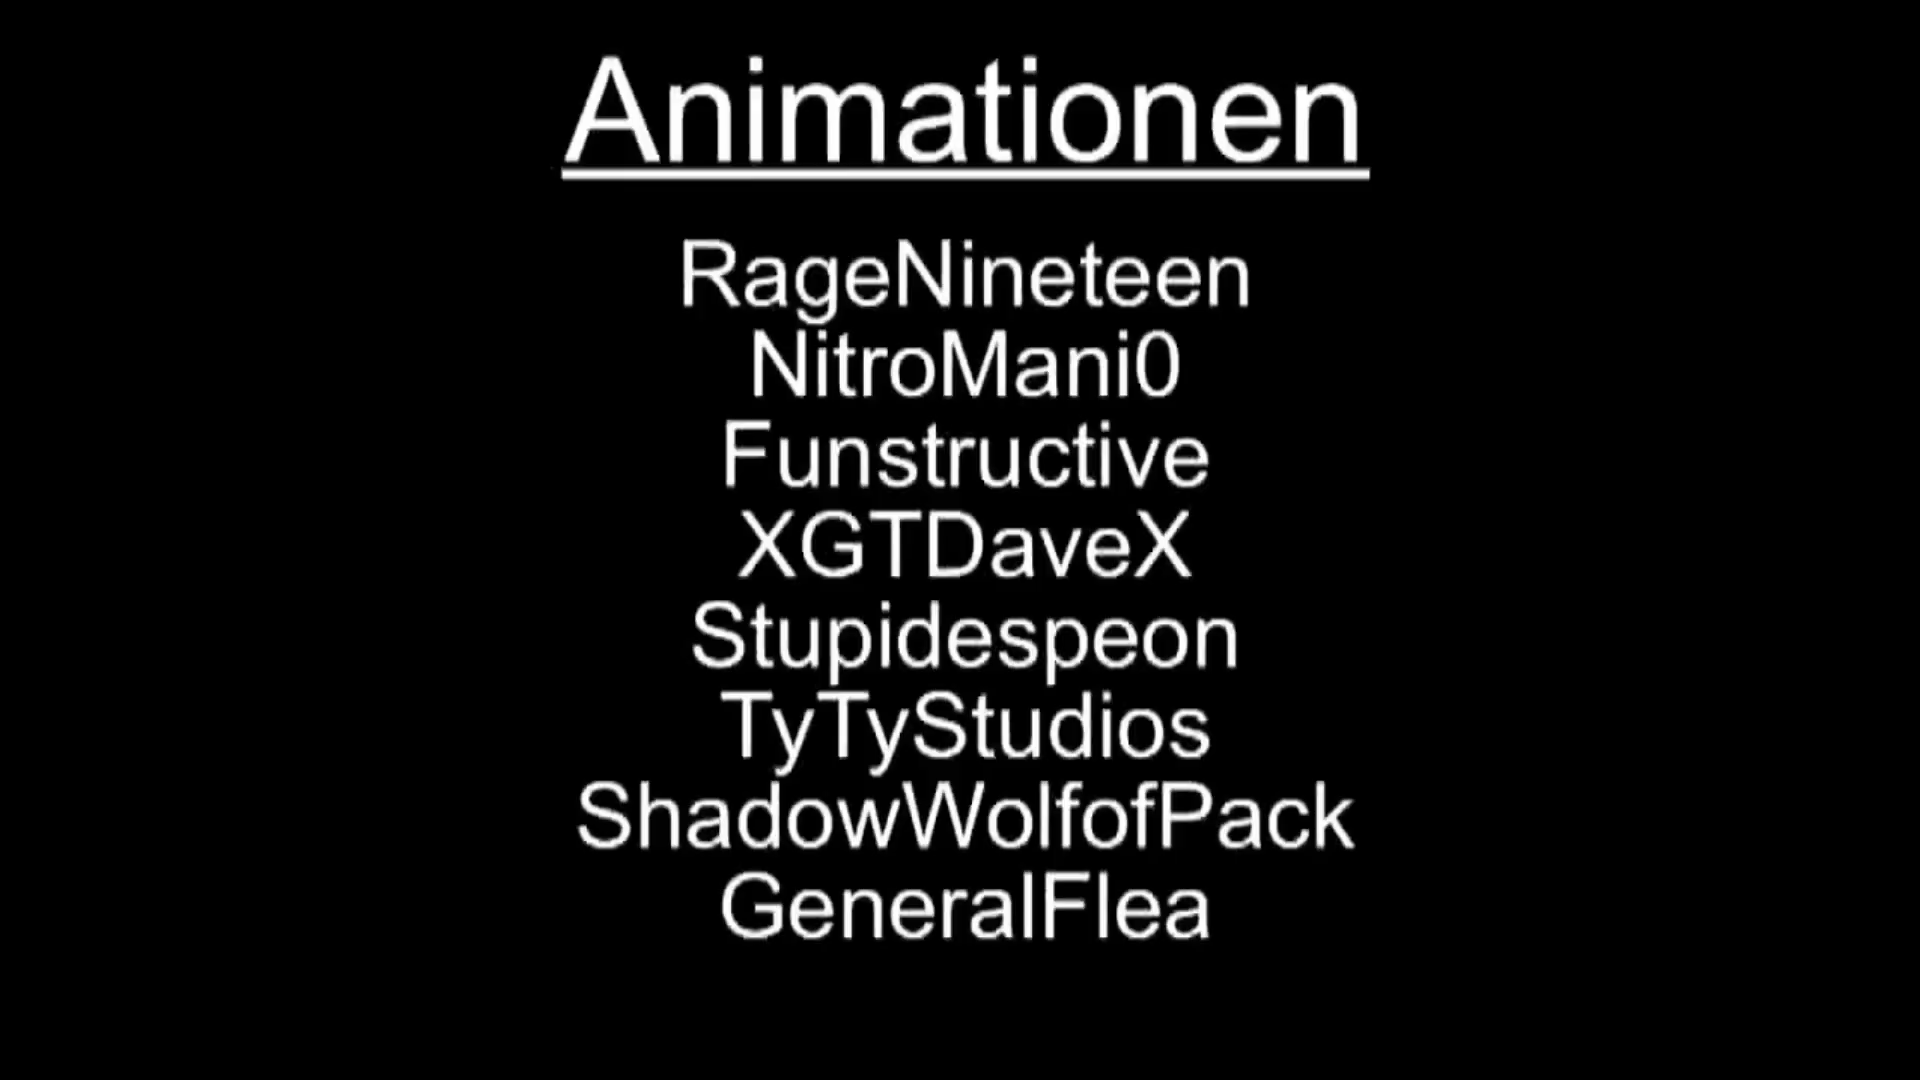 Animationen
RageNineteen
NitroMani0
Funstructive
XGTDaveX
Stupidespeon
TyTyStudios
ShadowWolfofPack
GeneralFlea